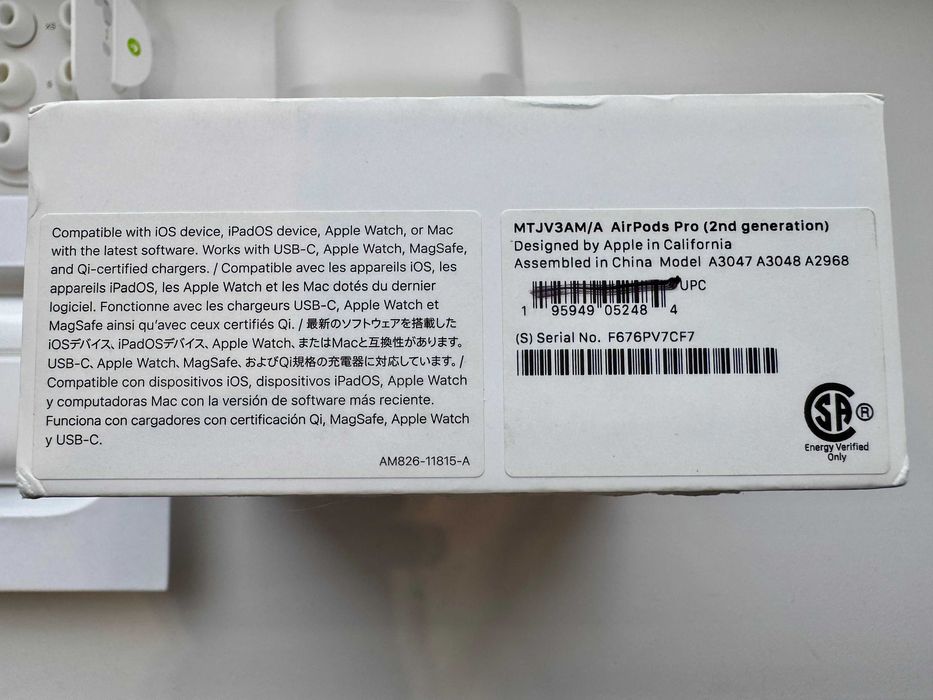 Compatible with iOS device, iPadOS device, Apple Watch, or Mac
with the latest software. Works with USB-C, Apple Watch, MagSafe,
and Qi-certified chargers. / Compatible avec les appareils iOS, les
appareils iPadOS, les Apple Watch et les Mac dotés du dernier
logiciel. Fonctionne avec les chargeurs USB-C, Apple Watch et
MagSafe ainsi qu'avec ceux certifiés Qi. / 最新のソフトウェアを搭載した
iOSデバイス、iPadOSデバイス、Apple Watch、またはMacと互換性があります。
USB-C、Apple Watch、MagSafe、およびQi規格の充電器に対応しています。 /
Compatible con dispositivos iOS, dispositivos iPadOS, Apple Watch
y computadoras Mac con la versión de software más reciente.
Funciona con cargadores con certificación Qi, MagSafe, Apple Watch
y USB-C.
AM826-11815-A
MTJV3AM/A AirPods Pro (2nd generation)
Designed by Apple in California
Assembled in China Model A3047 A3048 A2968
UPC
1 95949 05248 4
(S) Serial No. F676PV7CF7
SA ®
Energy Verified
Only